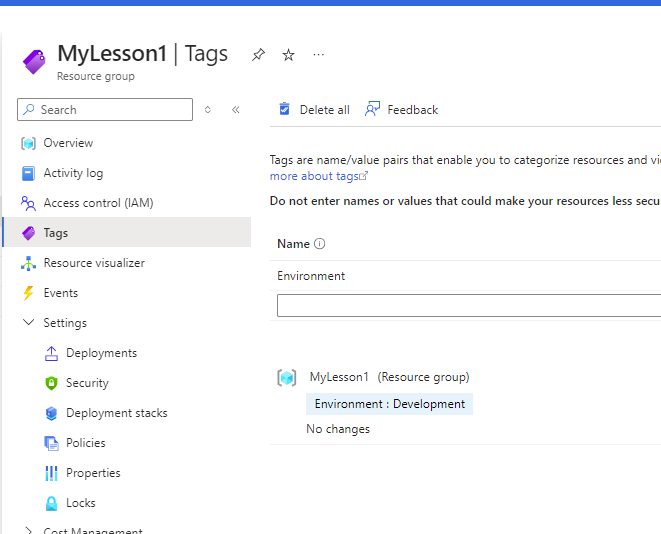 MyLesson1 | Tags
Resource group
Search
Delete all
Feedback
Overview
Activity log
Access control (IAM)
Tags
Resource visualizer
Events
Settings
Deployments
Security
Deployment stacks
Policies
Properties
Locks
Cost Management
Tags are name/value pairs that enable you to categorize resources and
more about tags
Do not enter names or values that could make your resources less
Name
Environment
MyLesson1 (Resource group)
Environment : Development
No changes